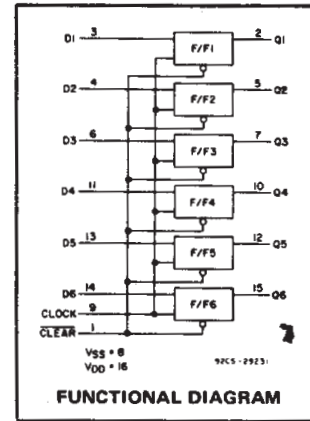 D1 3 F/F1 2 Q1
D2 4 F/F2 5 Q2
D3 6 F/F3 7 Q3
D4 11 F/F4 10 Q4
D5 13 F/F5 12 Q5
D6 14 F/F6 15 Q6
CLOCK 9
CLEAR 1
VSS = 8
VDD = 16
92CS-29231
FUNCTIONAL DIAGRAM